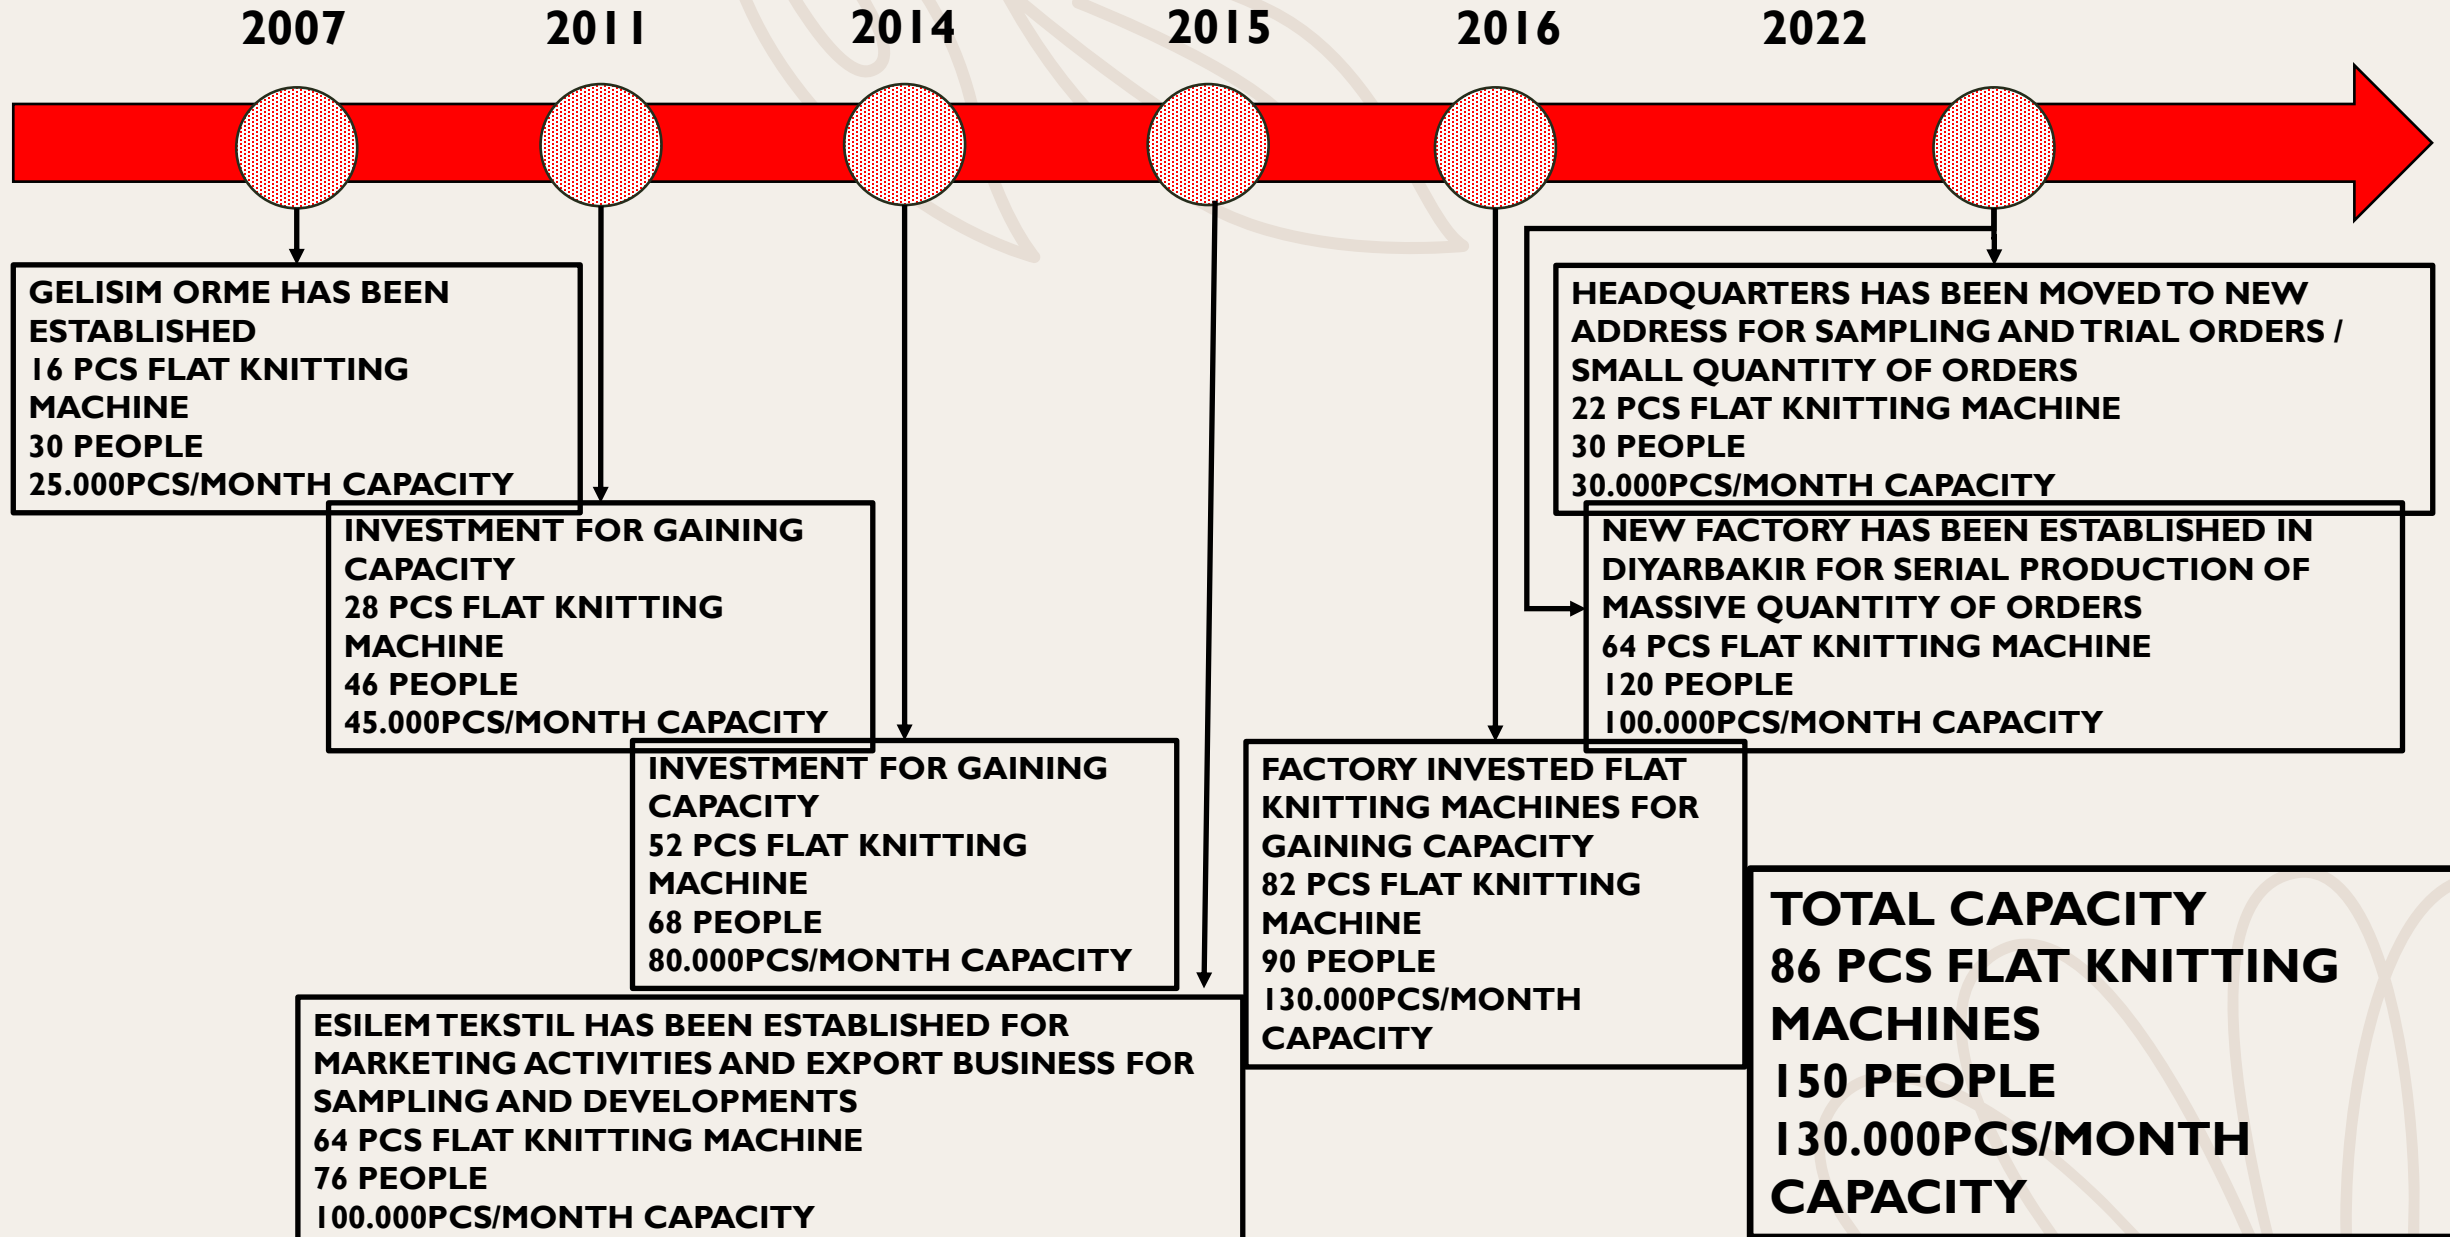 2007
2011
2014
2015
2016
2022
GELISIM ORME HAS BEEN
ESTABLISHED
16 PCS FLAT KNITTING
MACHINE
30 PEOPLE
25.000PCS/MONTH CAPACITY
INVESTMENT FOR GAINING
CAPACITY
28 PCS FLAT KNITTING
MACHINE
46 PEOPLE
45.000PCS/MONTH CAPACITY
INVESTMENT FOR GAINING
CAPACITY
52 PCS FLAT KNITTING
MACHINE
68 PEOPLE
80.000PCS/MONTH CAPACITY
ESILEM TEKSTIL HAS BEEN ESTABLISHED FOR
MARKETING ACTIVITIES AND EXPORT BUSINESS FOR
SAMPLING AND DEVELOPMENTS
64 PCS FLAT KNITTING MACHINE
76 PEOPLE
100.000PCS/MONTH CAPACITY
FACTORY INVESTED FLAT
KNITTING MACHINES FOR
GAINING CAPACITY
82 PCS FLAT KNITTING
MACHINE
90 PEOPLE
130.000PCS/MONTH
CAPACITY
HEADQUARTERS HAS BEEN MOVED TO NEW
ADDRESS FOR SAMPLING AND TRIAL ORDERS /
SMALL QUANTITY OF ORDERS
22 PCS FLAT KNITTING MACHINE
30 PEOPLE
30.000PCS/MONTH CAPACITY
NEW FACTORY HAS BEEN ESTABLISHED IN
DIYARBAKIR FOR SERIAL PRODUCTION OF
MASSIVE QUANTITY OF ORDERS
64 PCS FLAT KNITTING MACHINE
120 PEOPLE
100.000PCS/MONTH CAPACITY
TOTAL CAPACITY
86 PCS FLAT KNITTING
MACHINES
150 PEOPLE
130.000PCS/MONTH
CAPACITY